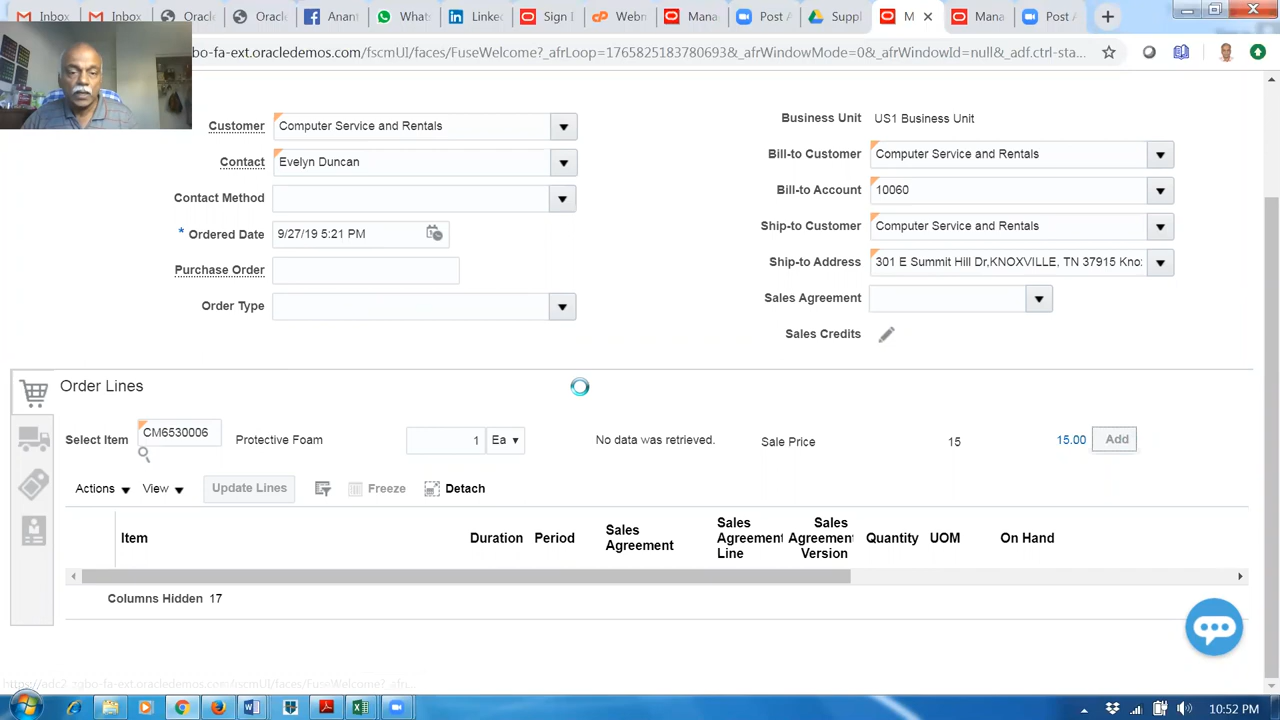 Inbox Inbox Oracl Oracl Anant What Linke Sign Webn Mana Post A Supp M Mana Post A
abo-fa-ext.oracledemos.com/fscmUI/faces/FuseWelcome?_afrLoop=17658251837780693&_afrWindowMode=0&_afrWindowId=null&_adf.ctrl-sta...
Customer Computer Service and Rentals
Business Unit US1 Business Unit
Contact Evelyn Duncan
Bill-to Customer Computer Service and Rentals
Contact Method
Bill-to Account 10060
* Ordered Date 9/27/19 5:21 PM
Ship-to Customer Computer Service and Rentals
Purchase Order
Ship-to Address 301 E Summit Hill Dr,KNOXVILLE, TN 37915 Kno
Order Type
Sales Agreement
Sales Credits
Order Lines
Select Item CM6530006 Protective Foam 1 Ea No data was retrieved. Sale Price 15 15.00 Add
Actions View Update Lines Freeze Detach
Item Duration Period Sales Agreement Sales Agreement Line Sales Agreement Version Quantity UOM On Hand
Columns Hidden 17
10:52 PM